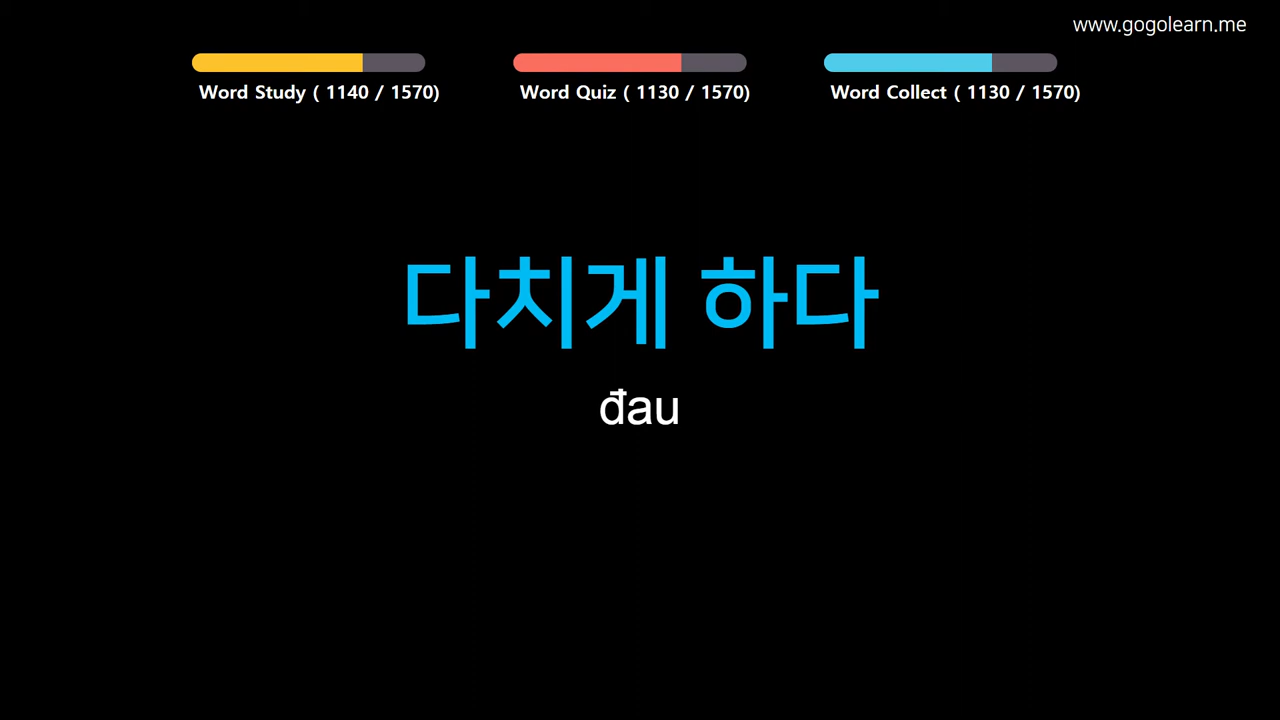 www.gogolearn.me
Word Study ( 1140 / 1570)
Word Quiz ( 1130 / 1570)
Word Collect ( 1130 / 1570)
다치게 하다
đau